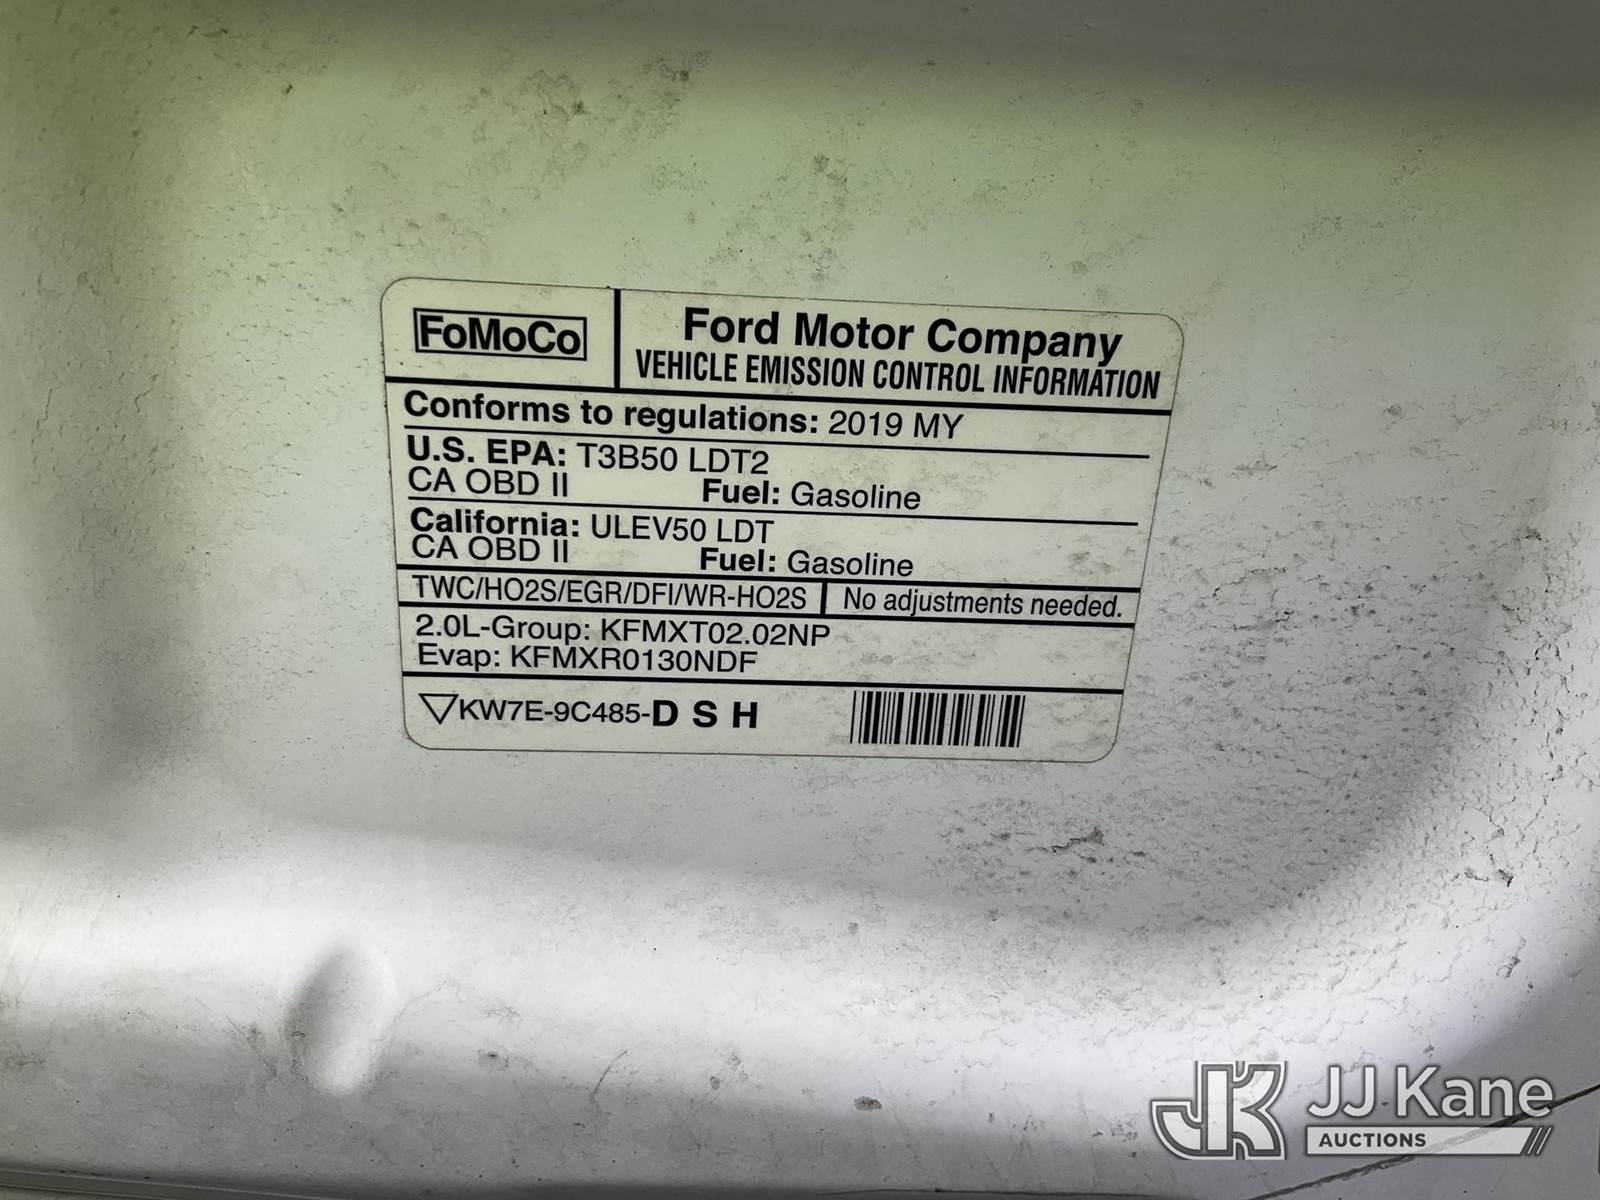 FoMoCo
Ford Motor Company
VEHICLE EMISSION CONTROL INFORMATION
Conforms to regulations: 2019 MY
U.S. EPA: T3B50 LDT2
CA OBD II Fuel: Gasoline
California: ULEV50 LDT
CA OBD II Fuel: Gasoline
TWC/HO2S/EGR/DFI/WR-HO2S No adjustments needed.
2.0L-Group: KFMXT02.02NP
Evap: KFMXR0130NDF
KW7E-9C485-D S H
JK JJ Kane
AUCTIONS